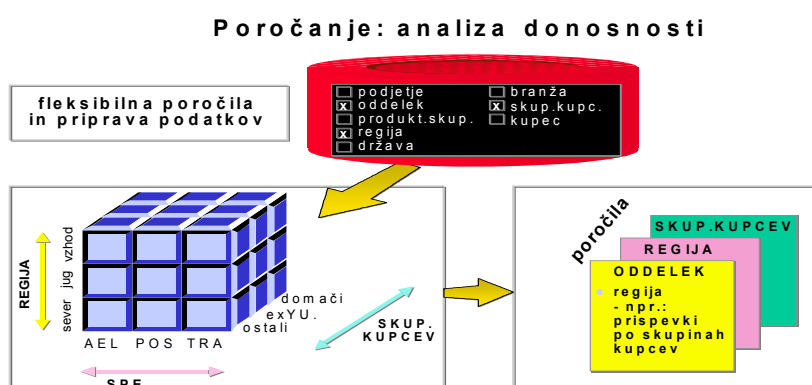 Poročanje: analiza donosnosti
fleksibilna poročila
in priprava podatkov
podjetje
x oddelek
produkt.skup.
x regija
država
branža
x skup.kupc.
kupec
REGIJA
sever jug vzhod
AEL POS TRA
domači
exYU.
ostali
SKUP.
KUPCEV
poročila
SKUP.KUPCEV
REGIJA
ODDELEK
regija
- npr.:
prispevki
po skupinah
kupcev